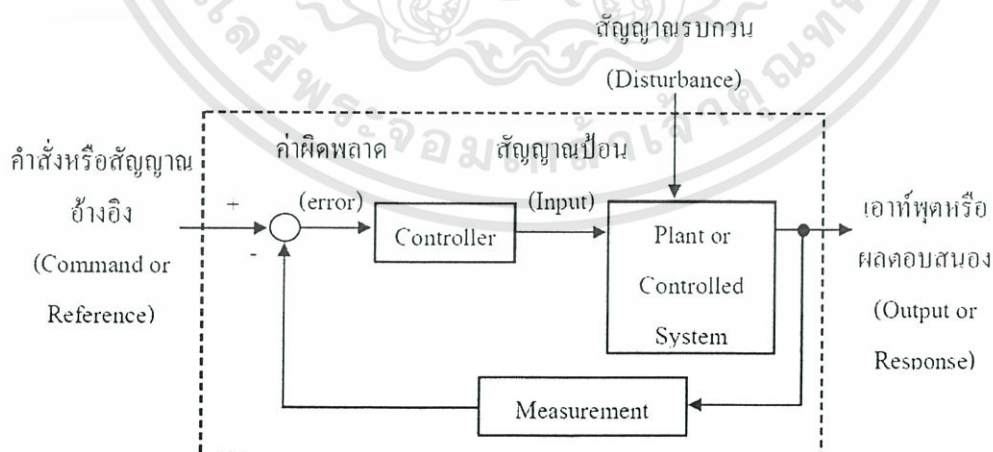 สัญญาณรบกวน
(Disturbance)
คำสั่งหรือสัญญาณ
อ้างอิง
(Command or
Reference)
+
-
ค่าผิดพลาด
(error)
Controller
สัญญาณป้อน
(Input)
Plant or
Controlled
System
เอาท์พุตหรือ
ผลตอบสนอง
(Output or
Response)
Measurement